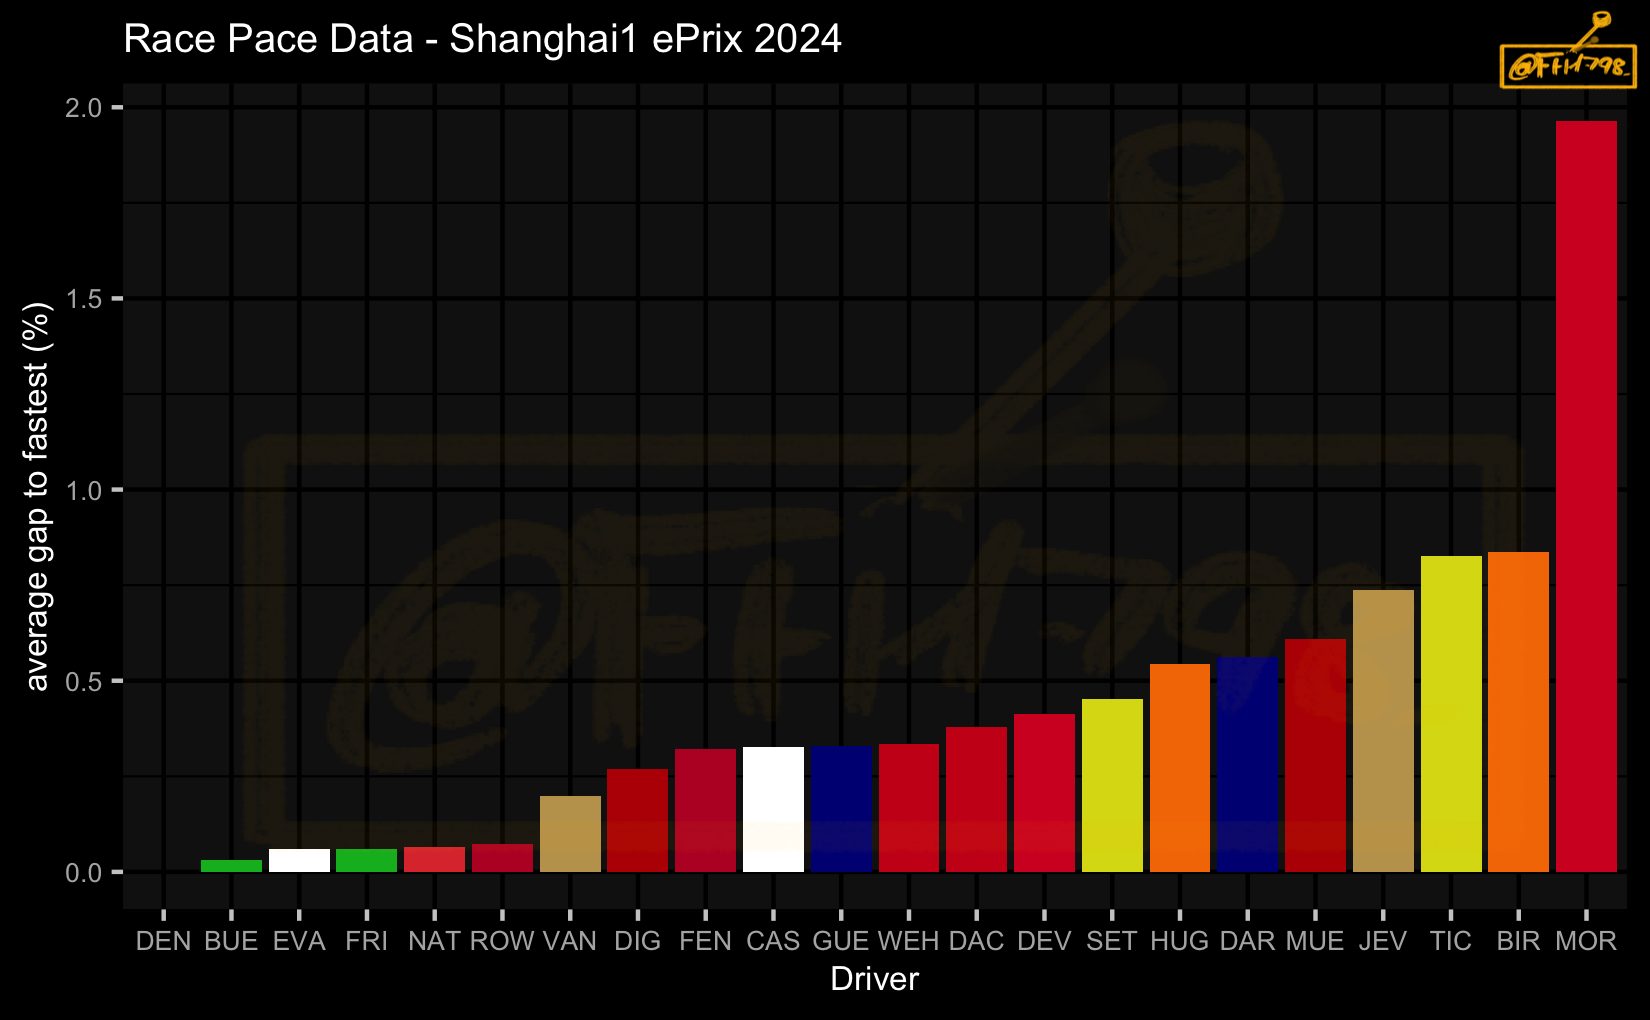 Race Pace Data - Shanghai1 ePrix 2024
@FFH798
average gap to fastest (%)
2.0
1.5
1.0
0.5
0.0
DEN BUE EVA FRI NAT ROW VAN DIG FEN CAS GUE WEH DAC DEV SET HUG DAR MUE JEV TIC BIR MOR
Driver